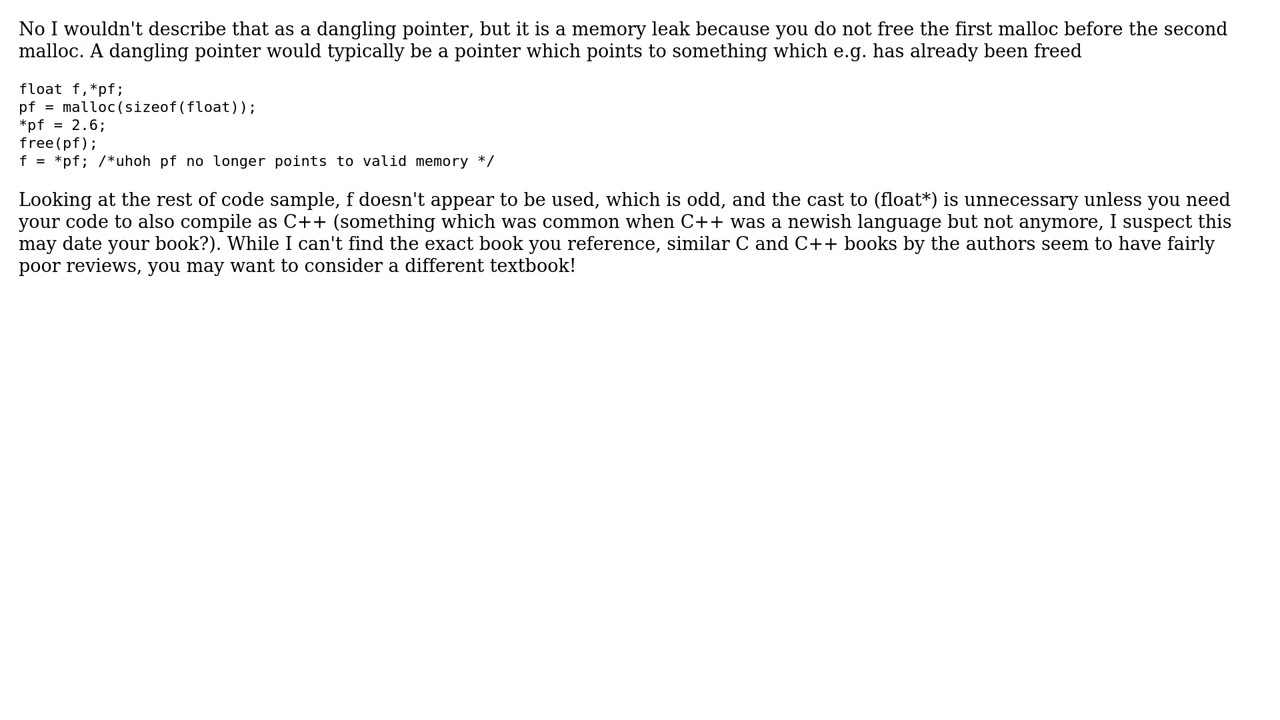 No I wouldn't describe that as a dangling pointer, but it is a memory leak because you do not free the first malloc before the second
malloc. A dangling pointer would typically be a pointer which points to something which e.g. has already been freed
float f,*pf;
pf = malloc(sizeof(float));
*pf = 2.6;
free(pf);
f = *pf; /*uhoh pf no longer points to valid memory */
Looking at the rest of code sample, f doesn't appear to be used, which is odd, and the cast to (float*) is unnecessary unless you need
your code to also compile as C++ (something which was common when C++ was a newish language but not anymore, I suspect this
may date your book?). While I can't find the exact book you reference, similar C and C++ books by the authors seem to have fairly
poor reviews, you may want to consider a different textbook!